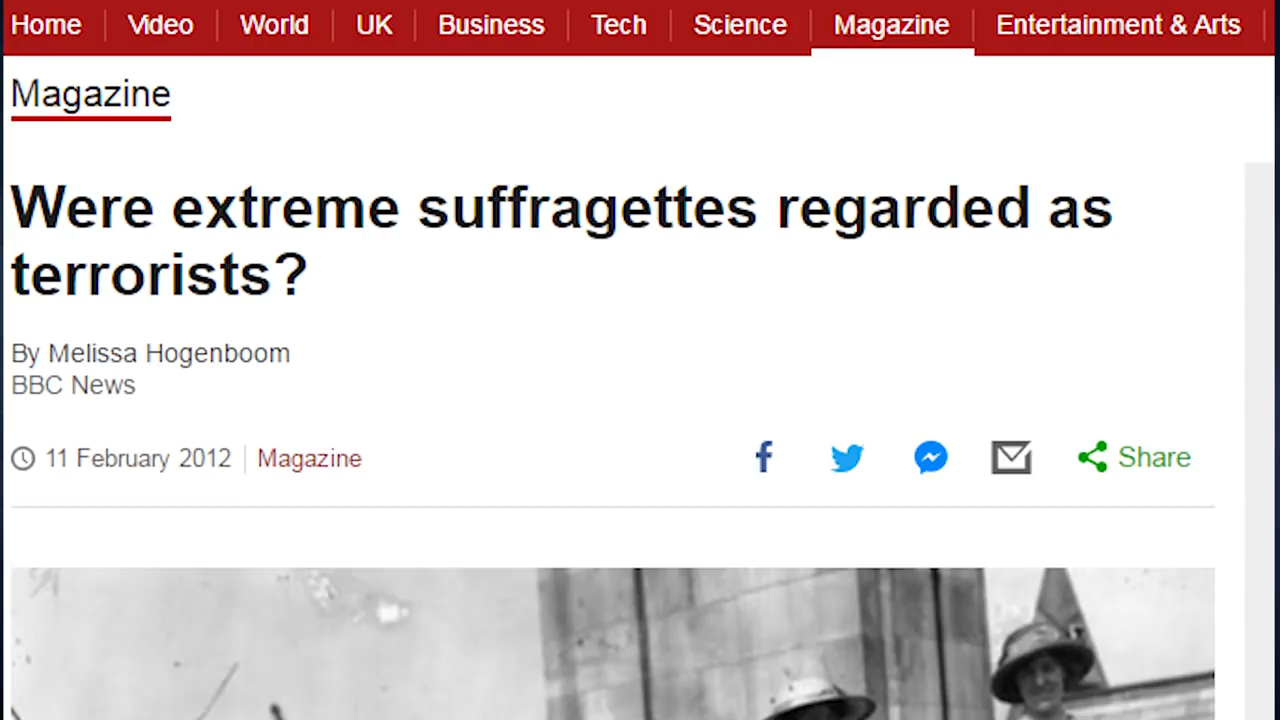 Home Video World UK Business Tech Science Magazine Entertainment & Arts
Magazine
Were extreme suffragettes regarded as
terrorists?
By Melissa Hogenboom
BBC News
11 February 2012 Magazine Share